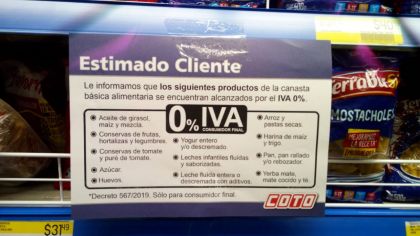 Estimado Cliente
Le informamos que los siguientes productos de la canasta
básica alimentaria se encuentran alcanzados por el IVA 0%.
• Aceite de girasol,
maíz y mezcla.
• Conservas de frutas,
hortalizas y legumbres.
• Conservas de tomate
y puré de tomate.
• Azúcar.
• Huevos.
0% IVA
CONSUMIDOR FINAL
• Yogur entero
y/o descremado.
• Leches infantiles fluidas
y saborizadas.
• Leche fluida entera o
descremada con aditivos.
• Arroz y
pastas secas.
• Harina de maíz
y trigo.
• Pan, pan rallado
y/o rebozador.
• Yerba mate,
mate cocido y té.
*Decreto 567/2019. Sólo para consumidor final.
COTO
MOSTACHOLES
MEJORAMOS
LA RECETA
$31